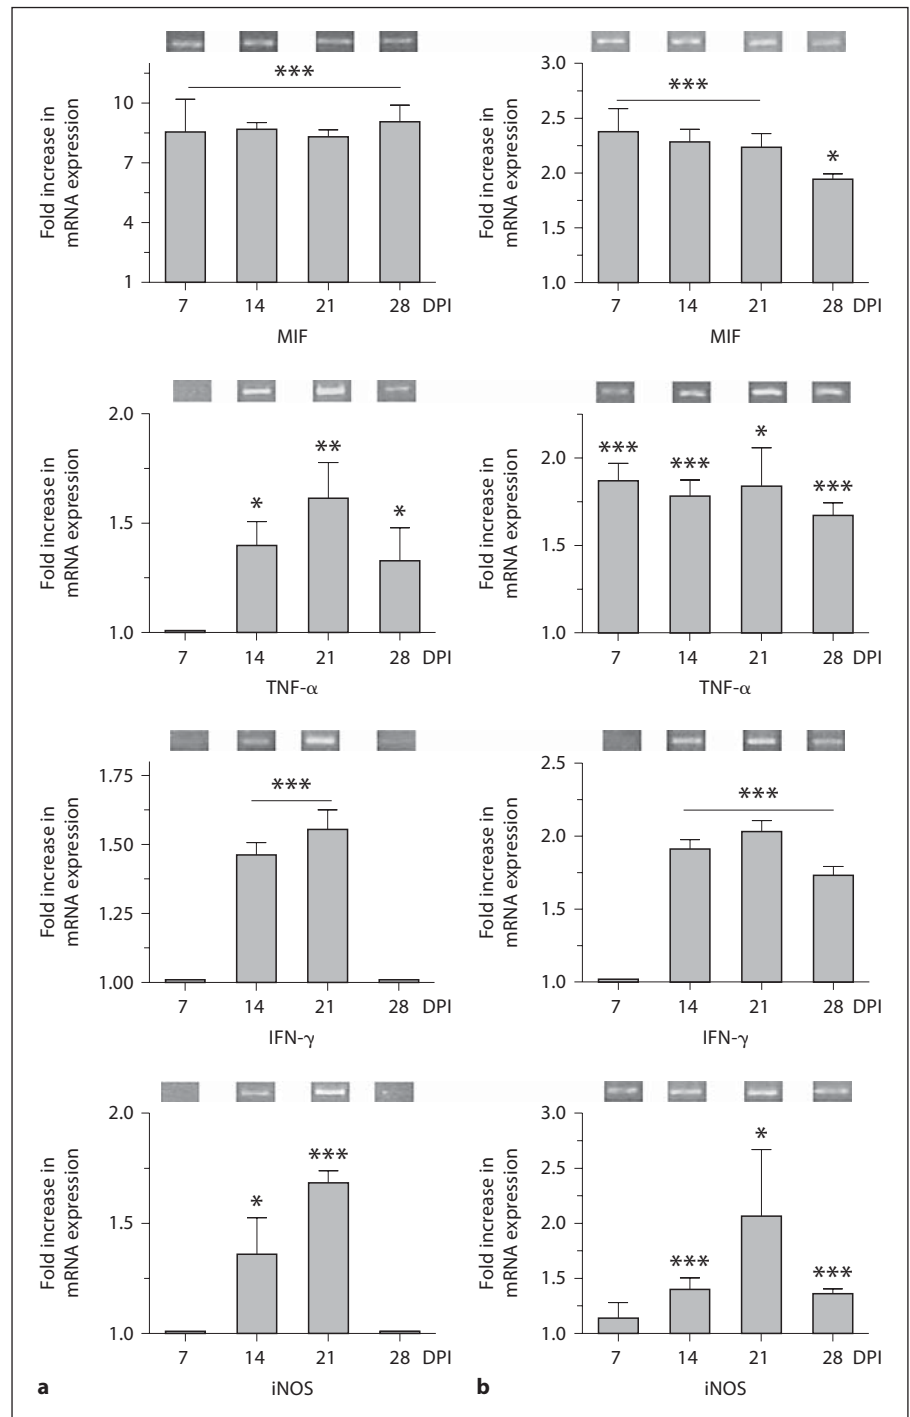 ***
10
7
4
1
Fold increase in
mRNA expression
7 14 21 28 DPI
MIF
***
*
3.0
2.5
2.0
1.5
1.0
Fold increase in
mRNA expression
7 14 21 28 DPI
MIF
* ** *
2.0
1.5
1.0
Fold increase in
mRNA expression
7 14 21 28 DPI
TNF-α
*** *** * ***
2.0
1.5
1.0
Fold increase in
mRNA expression
7 14 21 28 DPI
TNF-α
***
1.75
1.50
1.25
1.00
Fold increase in
mRNA expression
7 14 21 28 DPI
IFN-γ
***
2.5
2.0
1.5
1.0
Fold increase in
mRNA expression
7 14 21 28 DPI
IFN-γ
* ***
2.0
1.5
1.0
Fold increase in
mRNA expression
7 14 21 28 DPI
iNOS
a
*** * ***
3.0
2.5
2.0
1.5
1.0
Fold increase in
mRNA expression
7 14 21 28 DPI
iNOS
b